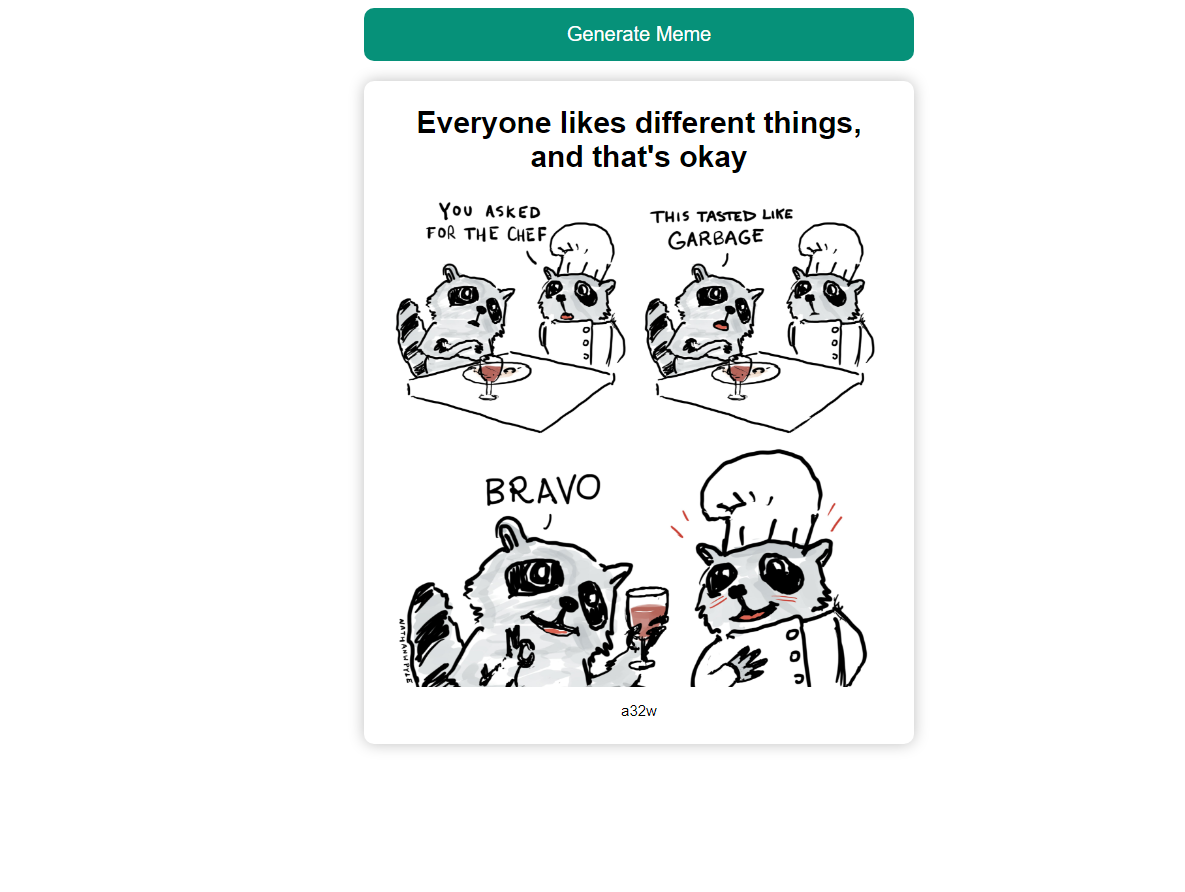 Generate Meme
Everyone likes different things,
and that's okay
YOU ASKED
FOR THE CHEF
THIS TASTED LIKE
GARBAGE
BRAVO
NATHANWPYLE
a32w